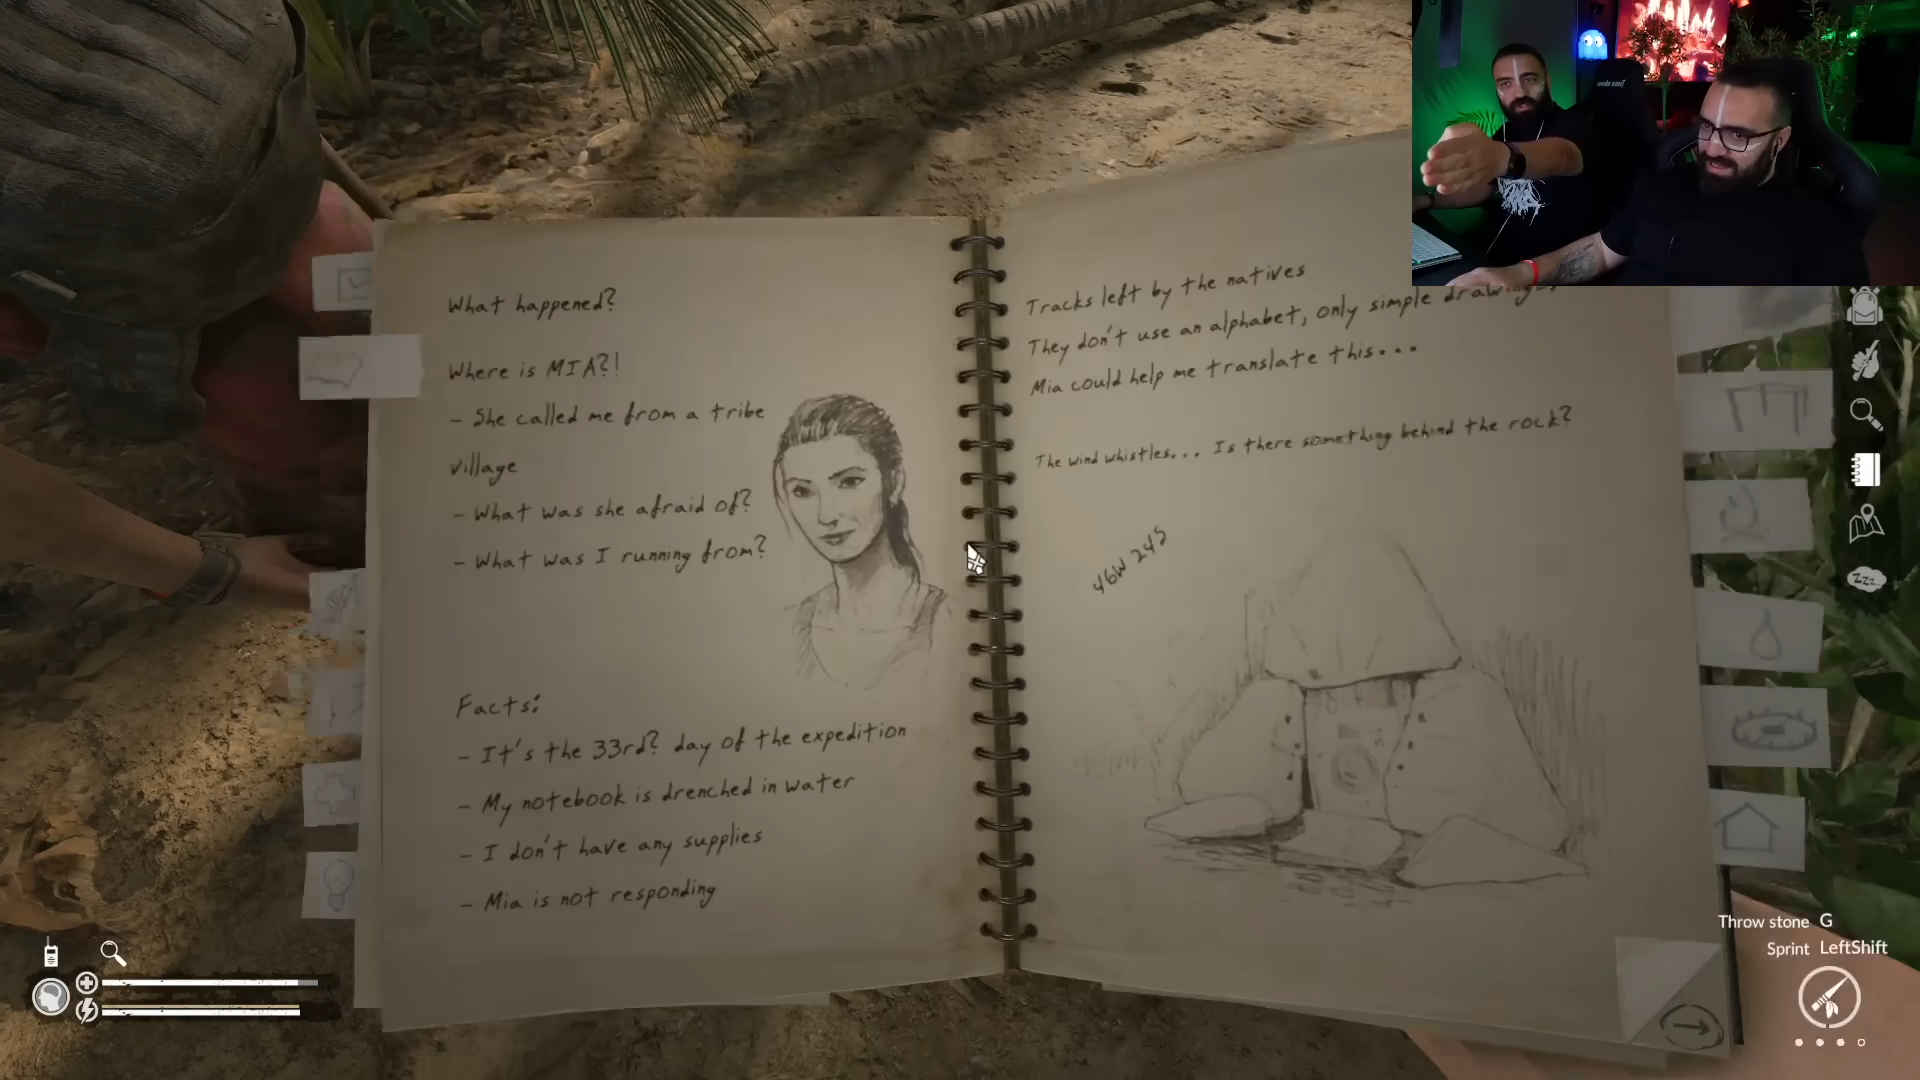 What happened?
Where is MIA?!
- She called me from a tribe
village
- What was she afraid of?
- What was I running from?
Facts:
- It's the 33rd? day of the expedition
- My notebook is drenched in water
- I don't have any supplies
- Mia is not responding
Tracks left by the natives
They don't use an alphabet, only simple drawings.
Mia could help me translate this...
The wind whistles... Is there something behind the rock?
46W 24S
Zzz..
Throw stone G
Sprint LeftShift